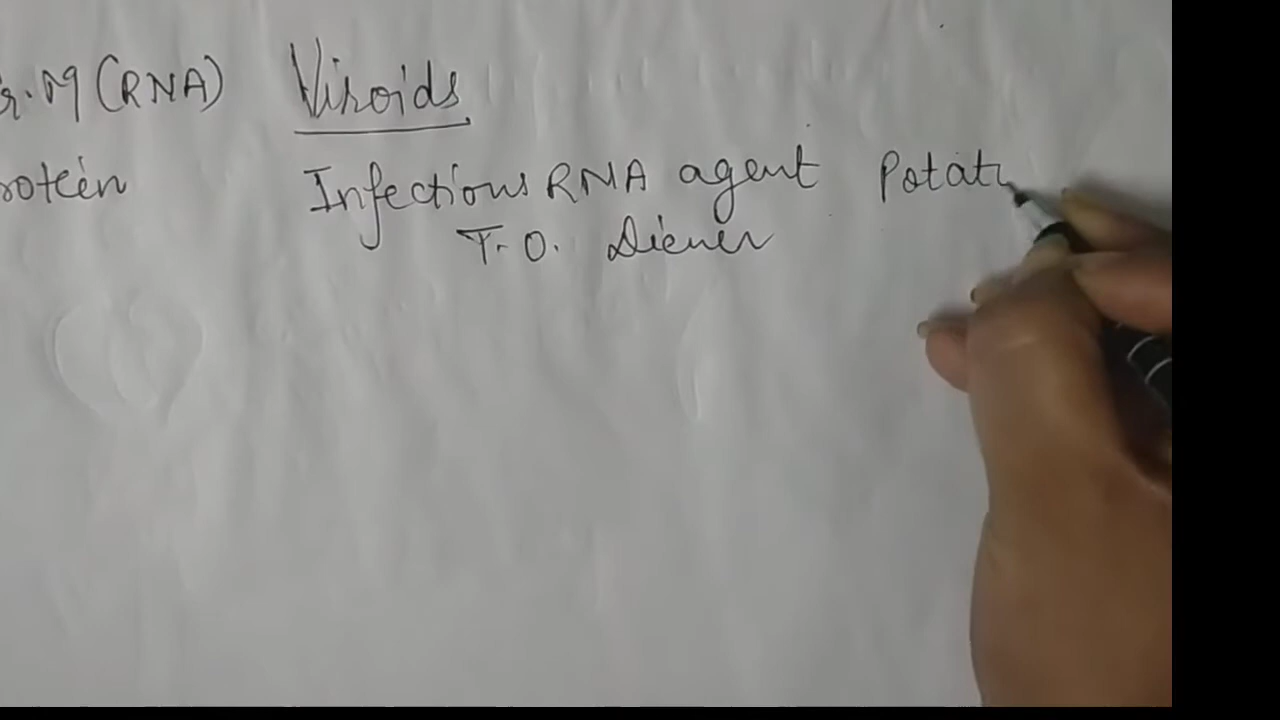 (RNA) Viroids
rotein Infectious RNA agent Potat
T. O. Diener